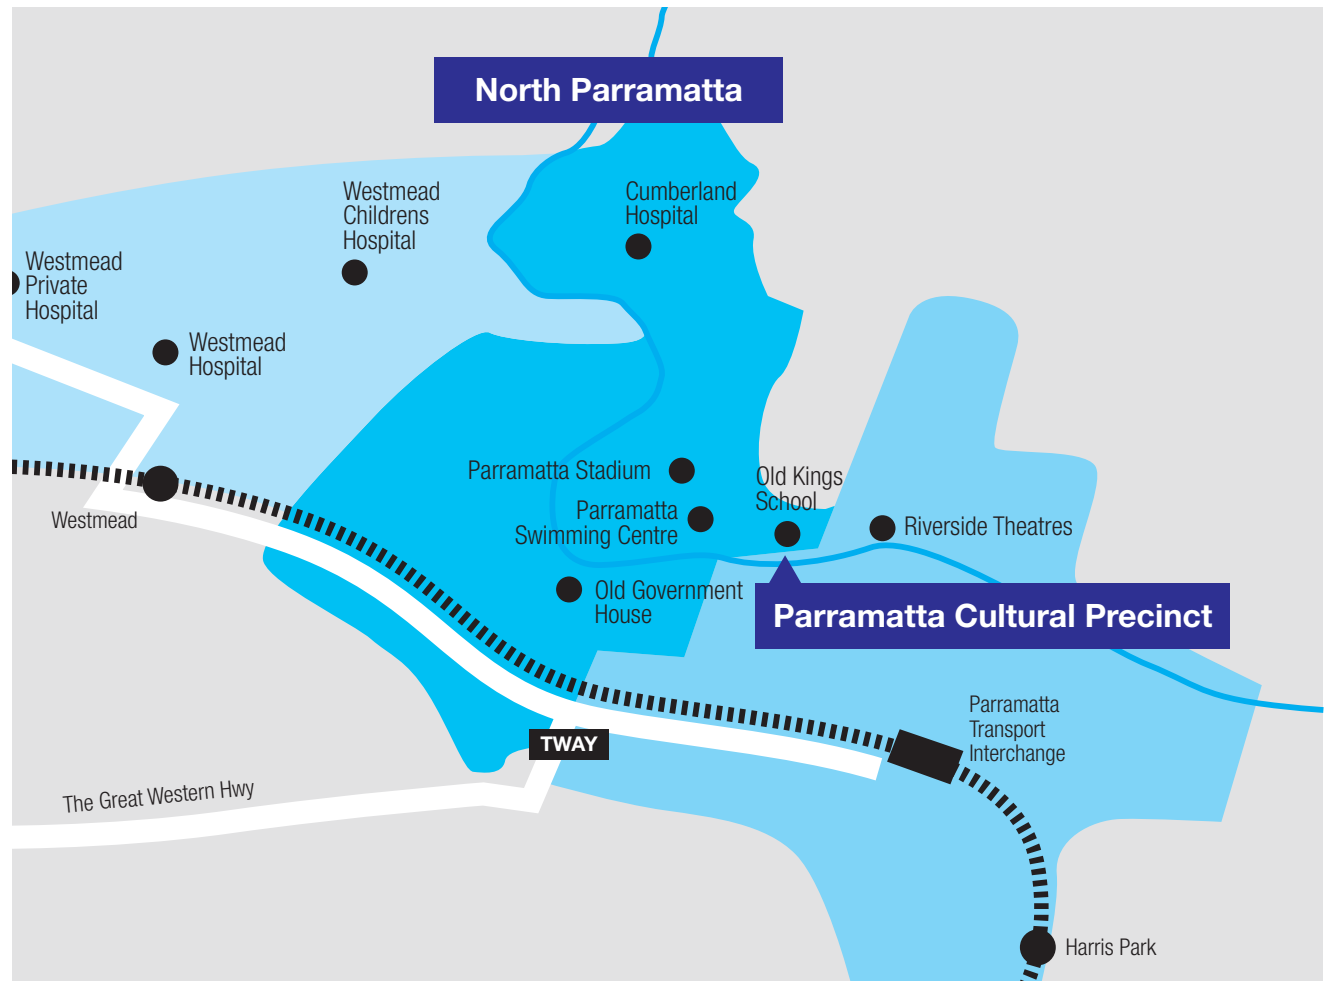 North Parramatta
Westmead
Childrens
Hospital
Cumberland
Hospital
Westmead
Private
Hospital
Westmead
Hospital
Parramatta Stadium
Old Kings
School
Parramatta
Swimming Centre
Riverside Theatres
Westmead
Old Government
House
Parramatta Cultural Precinct
Parramatta
Transport
Interchange
TWAY
The Great Western Hwy
Harris Park